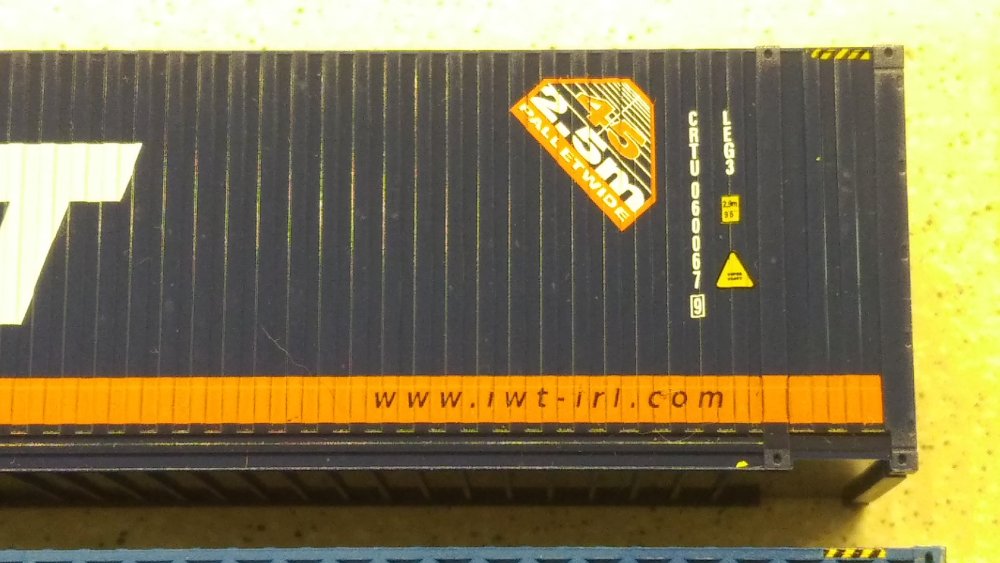 T
45
2.5m
PALLETWIDE
CRTU 060067 9
LEG3
2.9m
9'6
www.iwt-irl.com